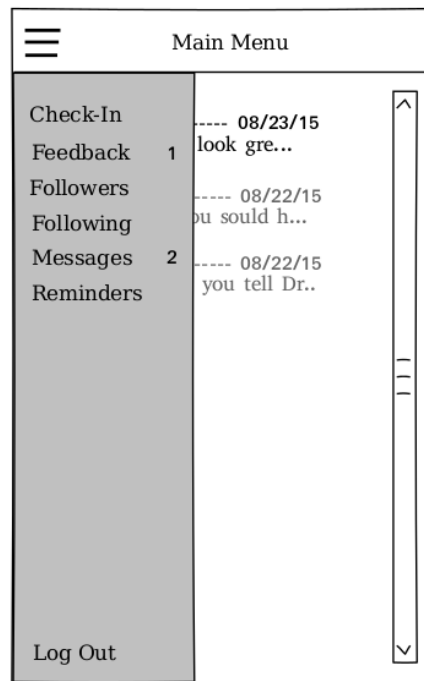 Main Menu
Check-In
Feedback 1
Followers
Following
Messages 2
Reminders
Log Out
----- 08/23/15
look gre...
----- 08/22/15
ou sould h...
----- 08/22/15
you tell Dr..